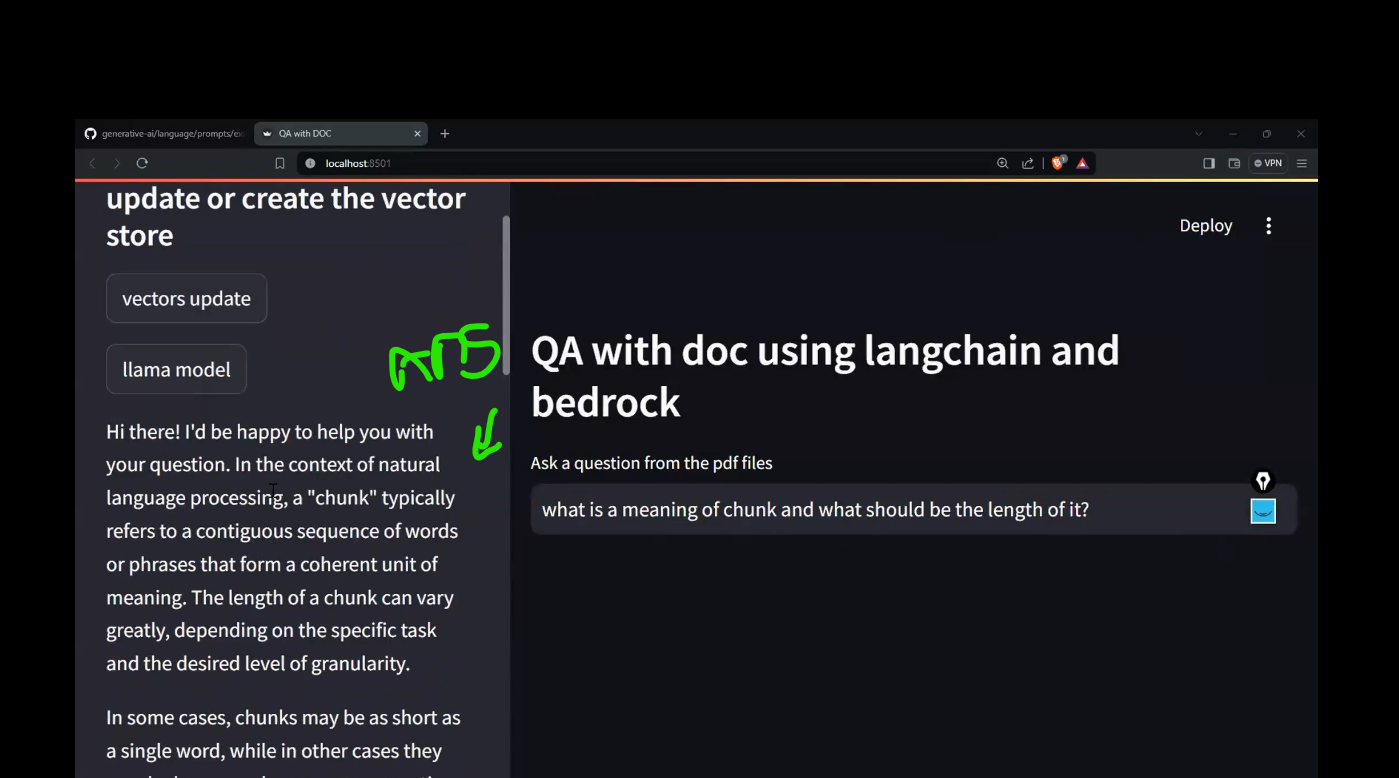 generative-ai/language/prompts/ex
QA with DOC
localhost:8501
VPN
update or create the vector
store
vectors update
llama model
Hi there! I'd be happy to help you with
your question. In the context of natural
language processing, a "chunk" typically
refers to a contiguous sequence of words
or phrases that form a coherent unit of
meaning. The length of a chunk can vary
greatly, depending on the specific task
and the desired level of granularity.
In some cases, chunks may be as short as
a single word, while in other cases they
Deploy
QA with doc using langchain and
bedrock
Ask a question from the pdf files
what is a meaning of chunk and what should be the length of it?